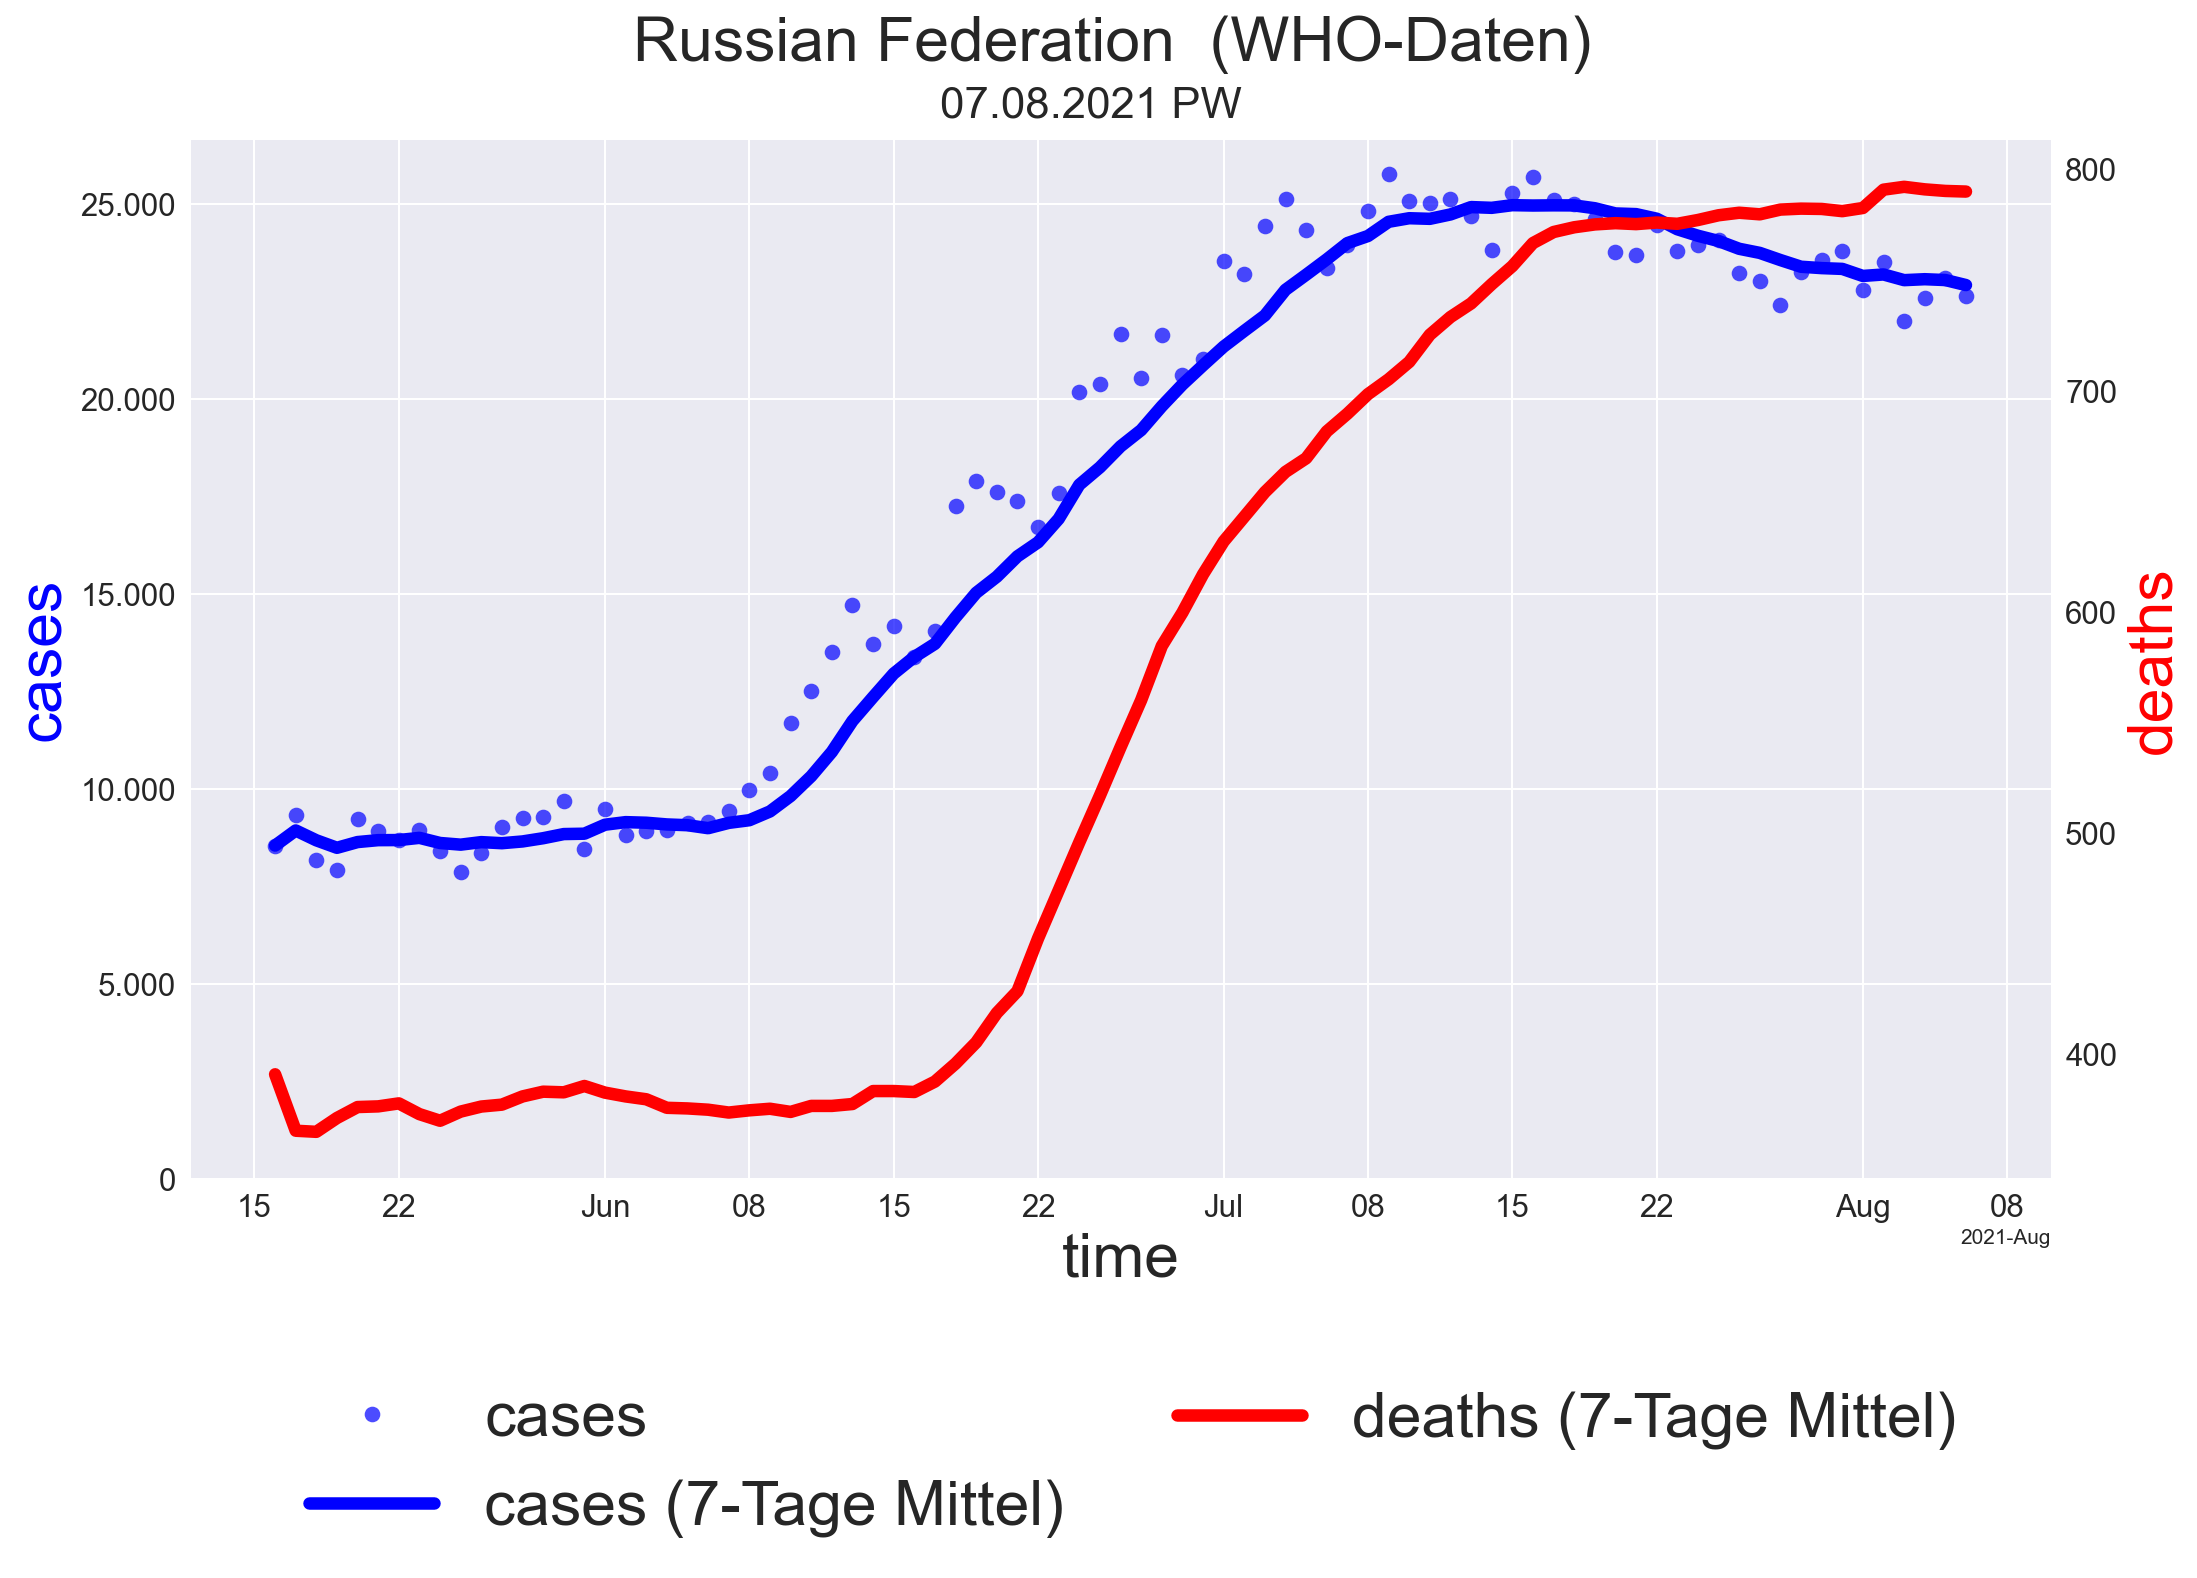 Russian Federation  (WHO-Daten)
07.08.2021 PW
25.000
20.000
15.000
10.000
5.000
0
cases
800
700
600
500
400
deaths
15 22 Jun 08 15 22 Jul 08 15 22 Aug 08
2021-Aug
time
cases
cases (7-Tage Mittel)
deaths (7-Tage Mittel)